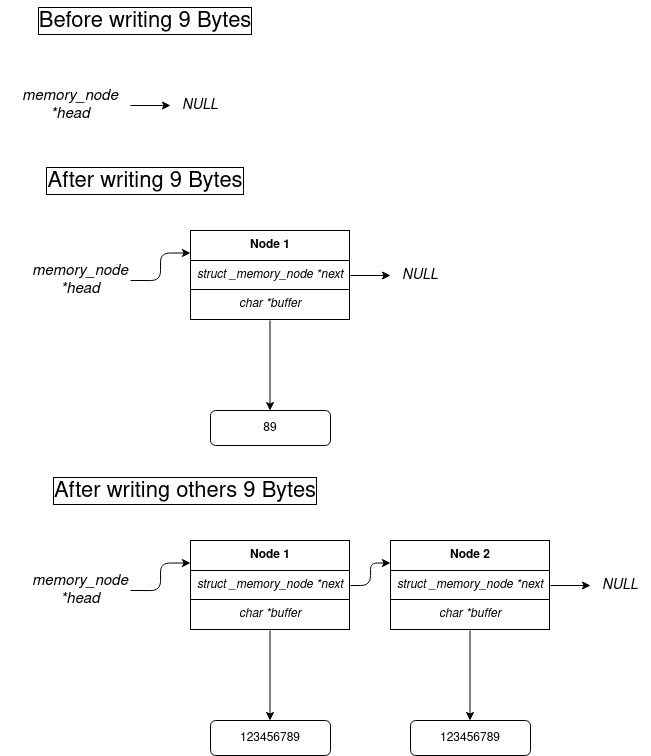 Before writing 9 Bytes
memory_node
*head
NULL
After writing 9 Bytes
memory_node
*head
Node 1
struct _memory_node *next
char *buffer
NULL
89
After writing others 9 Bytes
memory_node
*head
Node 1
struct _memory_node *next
char *buffer
Node 2
struct _memory_node *next
char *buffer
NULL
123456789
123456789